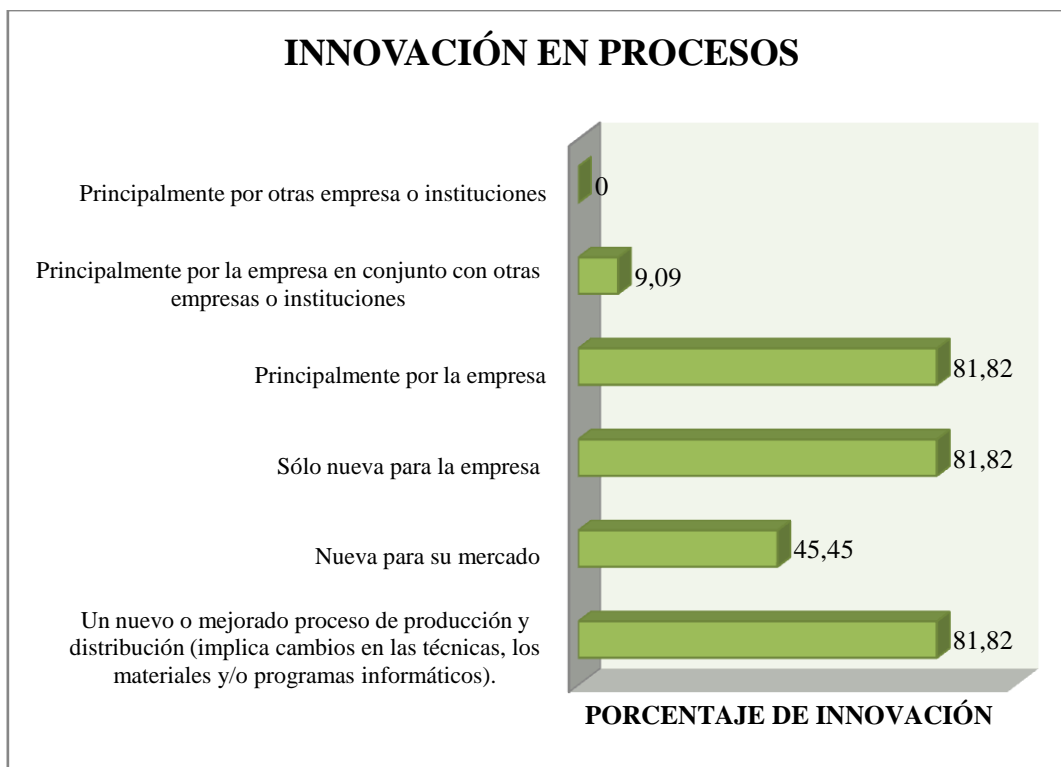 INNOVACIÓN EN PROCESOS
Principalmente por otras empresa o instituciones
0
Principalmente por la empresa en conjunto con otras
empresas o instituciones
9,09
Principalmente por la empresa
81,82
Sólo nueva para la empresa
81,82
Nueva para su mercado
45,45
Un nuevo o mejorado proceso de producción y
distribución (implica cambios en las técnicas, los
materiales y/o programas informáticos).
81,82
PORCENTAJE DE INNOVACIÓN